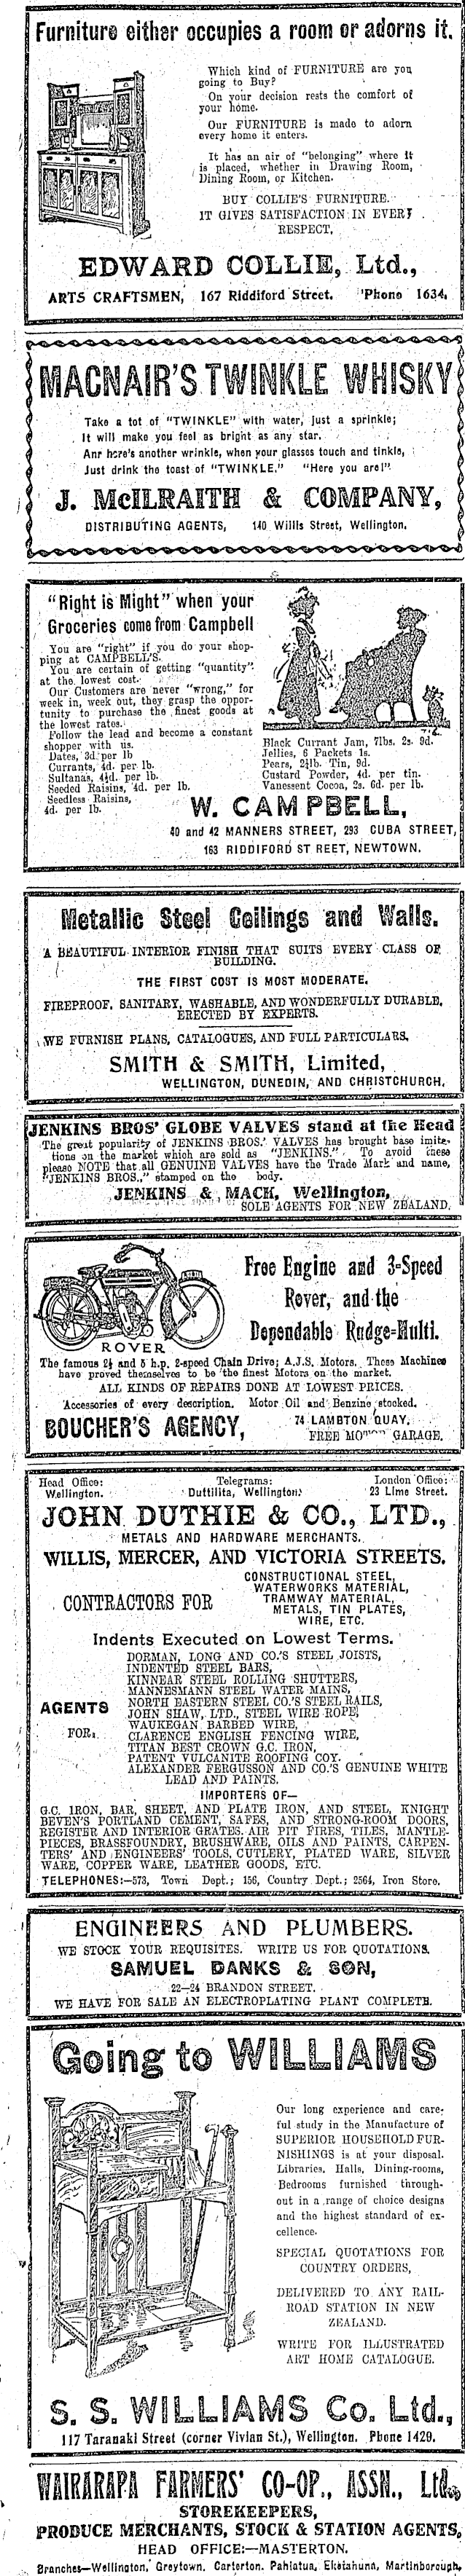 Furniture either occupies a room or adorns it.
Which kind of FURNITURE are you
going to Buy?
On your decision rests the comfort of
your home.
Our FURNITURE is made to adorn
every home it enters.
It has an air of "belonging" where it
is placed, whether in Drawing Room,
Dining Room, or Kitchen.
BUY COLLIE'S FURNITURE.
IT GIVES SATISFACTION IN EVERY
RESPECT,
EDWARD COLLIE, Ltd.,
ARTS CRAFTSMEN, 167 Riddiford Street. 'Phone 1634.
MACNAIR'S TWINKLE WHISKY
Take a tot of "TWINKLE" with water, just a sprinkle;
It will make you feel as bright as any star.
Anr here's another wrinkle, when your glasses touch and tinkle,
Just drink the toast of "TWINKLE." "Here you are!"
J. McILRAITH & COMPANY,
DISTRIBUTING AGENTS, 140 Willis Street, Wellington.
"Right is Might" when your
Groceries come from Campbell
You are "right" if you do your shop-
ping at CAMPBELL'S.
You are certain of getting "quantity"
at the lowest cost.
Our Customers are never "wrong," for
week in, week out, they grasp the oppor-
tunity to purchase the finest goods at
the lowest rates.
Follow the lead and become a constant
shopper with us.
Dates, 3d. per lb
Currants, 4d. per lb.
Sultanas, 4½d. per lb.
Seeded Raisins, 4d. per lb.
Seedless Raisins,
4d. per lb.
Black Currant Jam, 7lbs. 2s. 9d.
Jellies, 6 Packets 1s.
Pears, 2½lb. Tin, 9d.
Custard Powder, 4d. per tin.
Vanessent Cocoa, 2s. 6d. per lb.
W. CAMPBELL,
40 and 42 MANNERS STREET, 293 CUBA STREET,
163 RIDDIFORD ST REET, NEWTOWN.
Metallic Steel Ceilings and Walls.
A BEAUTIFUL INTERIOR FINISH THAT SUITS EVERY CLASS OF
BUILDING.
THE FIRST COST IS MOST MODERATE.
FIREPROOF, SANITARY, WASHABLE, AND WONDERFULLY DURABLE,
ERECTED BY EXPERTS.
WE FURNISH PLANS, CATALOGUES, AND FULL PARTICULARS.
SMITH & SMITH, Limited,
WELLINGTON, DUNEDIN, AND CHRISTCHURCH.
JENKINS BROS' GLOBE VALVES stand at the Head
The great popularity of JENKINS BROS.' VALVES has brought base imita-
tions on the market which are sold as "JENKINS." To avoid these
please NOTE that all GENUINE VALVES have the Trade Mark and name,
"JENKINS BROS.," stamped on the body.
JENKINS & MACK, Wellington,
SOLE AGENTS FOR NEW ZEALAND.
ROVER
Free Engine and 3-Speed
Rover, and the
Dependable Rudge-Multi.
The famous 2½ and 5 h.p. 2-speed Chain Drive; A.J.S. Motors. These Machines
have proved themselves to be the finest Motors on the market.
ALL KINDS OF REPAIRS DONE AT LOWEST PRICES.
Accessories of every description. Motor Oil and Benzine stocked.
BOUCHER'S AGENCY, 74 LAMBTON QUAY.
FREE GARAGE.
Head Office: Telegrams: London Office:
Wellington. Duttilita, Wellington. 23 Lime Street.
JOHN DUTHIE & CO., LTD.,
METALS AND HARDWARE MERCHANTS.
WILLIS, MERCER, AND VICTORIA STREETS.
CONTRACTORS FOR
CONSTRUCTIONAL STEEL,
WATERWORKS MATERIAL,
TRAMWAY MATERIAL,
METALS, TIN PLATES,
WIRE, ETC.
Indents Executed on Lowest Terms.
AGENTS
FOR
DORMAN, LONG AND CO.'S STEEL JOISTS,
INDENTED STEEL BARS,
KINNEAR STEEL ROLLING SHUTTERS,
MANNESMANN STEEL WATER MAINS,
NORTH EASTERN STEEL CO.'S STEEL RAILS,
JOHN SHAW, LTD., STEEL WIRE ROPE,
WAUKEGAN BARBED WIRE,
CLARENCE ENGLISH FENCING WIRE,
TITAN BEST CROWN G.C. IRON,
PATENT VULCANITE ROOFING COY.
ALEXANDER FERGUSSON AND CO.'S GENUINE WHITE
LEAD AND PAINTS.
IMPORTERS OF—
G.C. IRON, BAR, SHEET, AND PLATE IRON, AND STEEL, KNIGHT
BEVEN'S PORTLAND CEMENT, SAFES, AND STRONG-ROOM DOORS,
REGISTER AND INTERIOR GRATES, AIR PIT FIRES, TILES, MANTLE-
PIECES, BRASSFOUNDRY, BRUSHWARE, OILS AND PAINTS, CARPEN-
TERS' AND ENGINEERS' TOOLS, CUTLERY, PLATED WARE, SILVER
WARE, COPPER WARE, LEATHER GOODS, ETC.
TELEPHONES:—573, Town Dept.; 156, Country Dept.; 2564, Iron Store.
ENGINEERS AND PLUMBERS.
WE STOCK YOUR REQUISITES. WRITE US FOR QUOTATIONS.
SAMUEL DANKS & SON,
22—24 BRANDON STREET.
WE HAVE FOR SALE AN ELECTROPLATING PLANT COMPLETE.
Going to WILLIAMS
Our long experience and care-
ful study in the Manufacture of
SUPERIOR HOUSEHOLD FUR-
NISHINGS is at your disposal.
Libraries, Halls, Dining-rooms,
Bedrooms furnished through-
out in a range of choice designs
and the highest standard of ex-
cellence.
SPECIAL QUOTATIONS FOR
COUNTRY ORDERS,
DELIVERED TO ANY RAIL-
ROAD STATION IN NEW
ZEALAND.
WRITE FOR ILLUSTRATED
ART HOME CATALOGUE.
S. S. WILLIAMS Co. Ltd.,
117 Taranaki Street (corner Vivian St.), Wellington. Phone 1429.
WAIRARAPA FARMERS' CO-OP., ASSN., Ltd.,
STOREKEEPERS,
PRODUCE MERCHANTS, STOCK & STATION AGENTS,
HEAD OFFICE:—MASTERTON.
Branches—Wellington, Greytown, Carterton, Pahiatua, Eketahuna, Martinborough